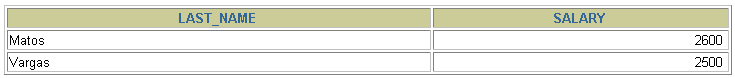 LAST_NAME SALARY
Matos 2600
Vargas 2500